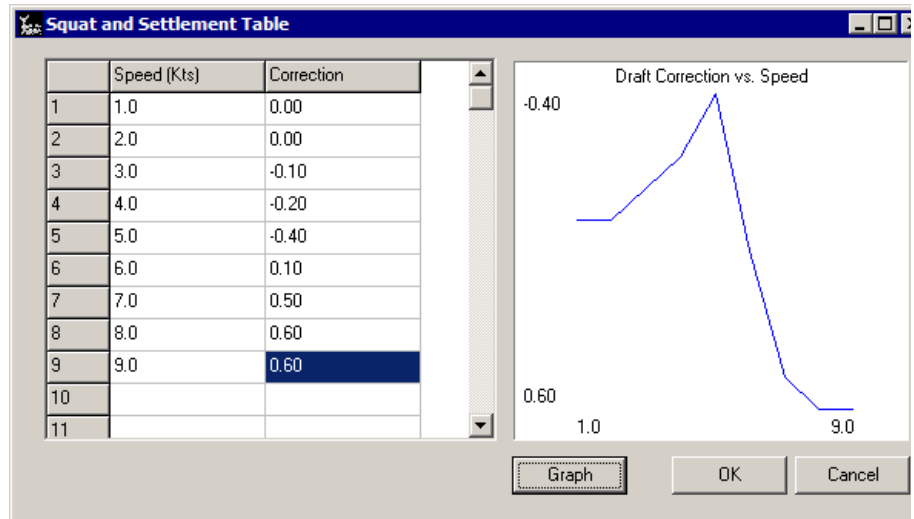 Squat and Settlement Table
Speed (Kts) Correction
1 1.0 0.00
2 2.0 0.00
3 3.0 -0.10
4 4.0 -0.20
5 5.0 -0.40
6 6.0 0.10
7 7.0 0.50
8 8.0 0.60
9 9.0 0.60
10
11
Draft Correction vs. Speed
-0.40
0.60
1.0 9.0
Graph OK Cancel